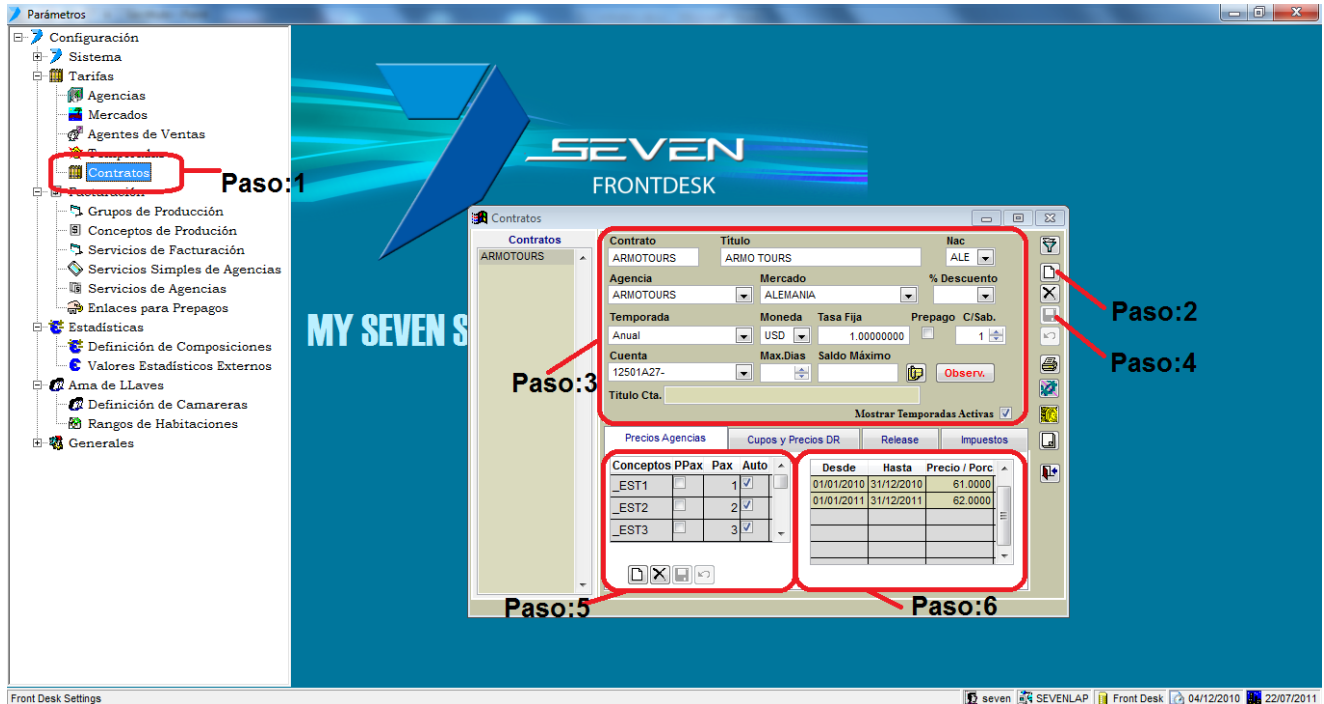 Parámetros
Configuración
Sistema
Tarifas
Agencias
Mercados
Agentes de Ventas
Temporadas
Contratos
Paso:1
Facturación
Grupos de Producción
Conceptos de Produción
Servicios de Facturación
Servicios Simples de Agencias
Servicios de Agencias
Enlaces para Prepagos
Estadísticas
Definición de Composiciones
Valores Estadísticos Externos
Ama de LLaves
Definición de Camareras
Rangos de Habitaciones
Generales
SEVEN
FRONTDESK
MY SEVEN S
Contratos
Contratos
ARMOTOURS
Contrato Titulo Nac
ARMOTOURS ARMO TOURS ALE
Agencia Mercado % Descuento
ARMOTOURS ALEMANIA
Temporada Moneda Tasa Fija Prepago C/Sab.
Anual USD 1.00000000 1
Cuenta Max.Dias Saldo Máximo
12501A27- Observ.
Titulo Cta.
Mostrar Temporadas Activas
Paso:2
Paso:4
Paso:3
Precios Agencias Cupos y Precios DR Release Impuestos
Conceptos PPax Pax Auto
_EST1 1
_EST2 2
_EST3 3
Desde Hasta Precio / Porc
01/01/2010 31/12/2010 61.0000
01/01/2011 31/12/2011 62.0000
Paso:5
Paso:6
Front Desk Settings
seven SEVENLAP Front Desk 04/12/2010 22/07/2011